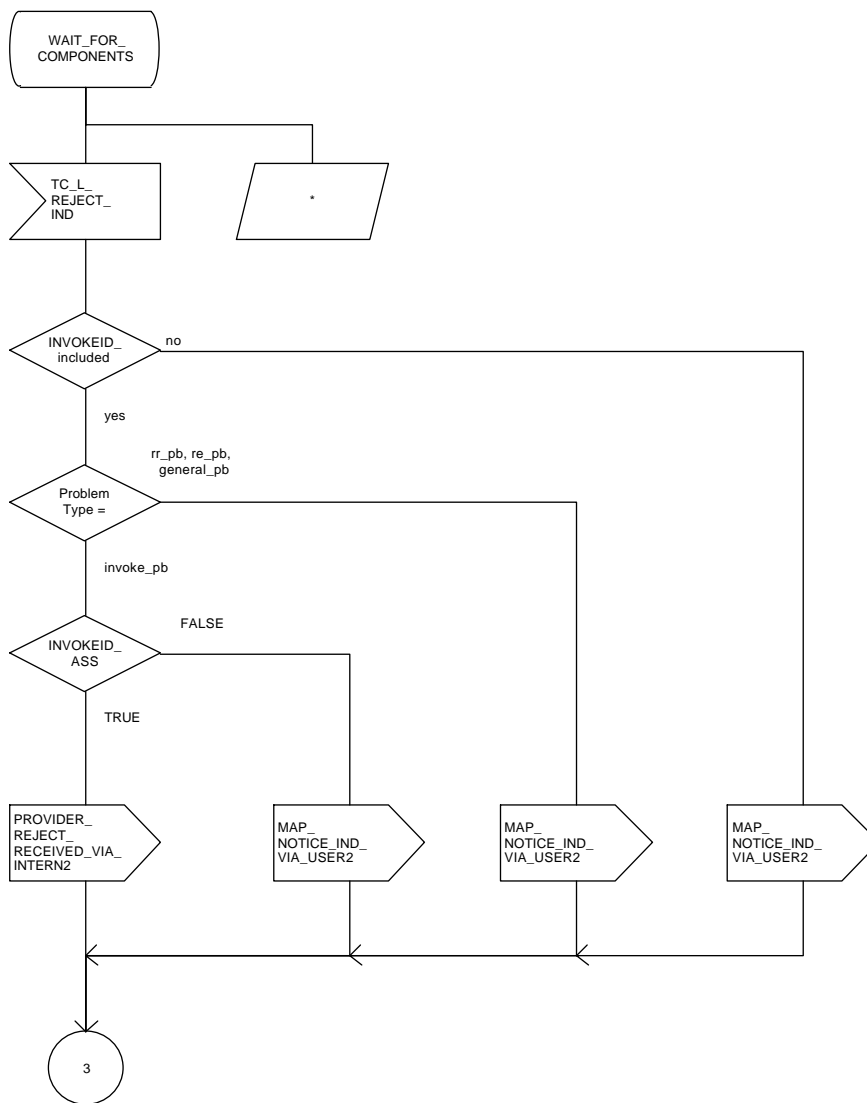 WAIT_FOR_
COMPONENTS
TC_L_
REJECT_
IND
*
INVOKEID_
included
no
yes
rr_pb, re_pb,
general_pb
Problem
Type =
invoke_pb
FALSE
INVOKEID_
ASS
TRUE
PROVIDER_
REJECT_
RECEIVED_VIA_
INTERN2
MAP_
NOTICE_IND_
VIA_USER2
MAP_
NOTICE_IND_
VIA_USER2
MAP_
NOTICE_IND_
VIA_USER2
3